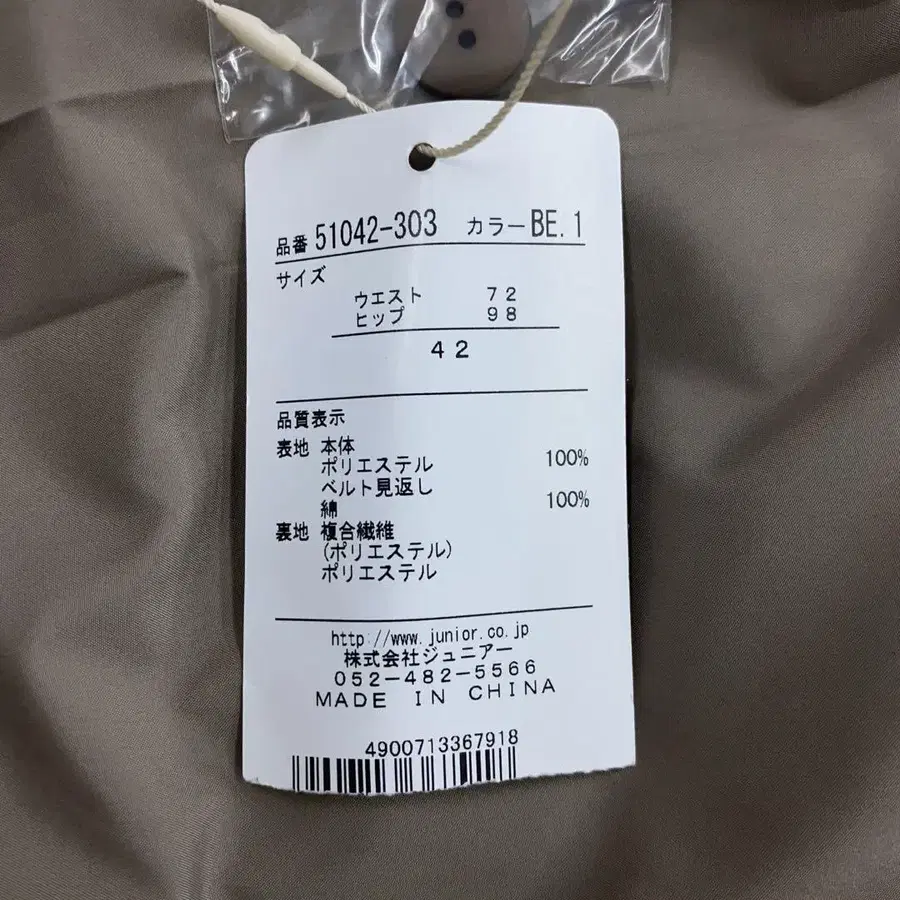 品番 51042-303 カラー BE.1
サイズ
ウエスト 72
ヒップ 98
42
品質表示
表地 本体
ポリエステル 100%
ベルト見返し
綿 100%
裏地 複合繊維
(ポリエステル)
ポリエステル
http://www.junior.co.jp
株式会社ジュニアー
052-482-5566
MADE IN CHINA
4900713367918